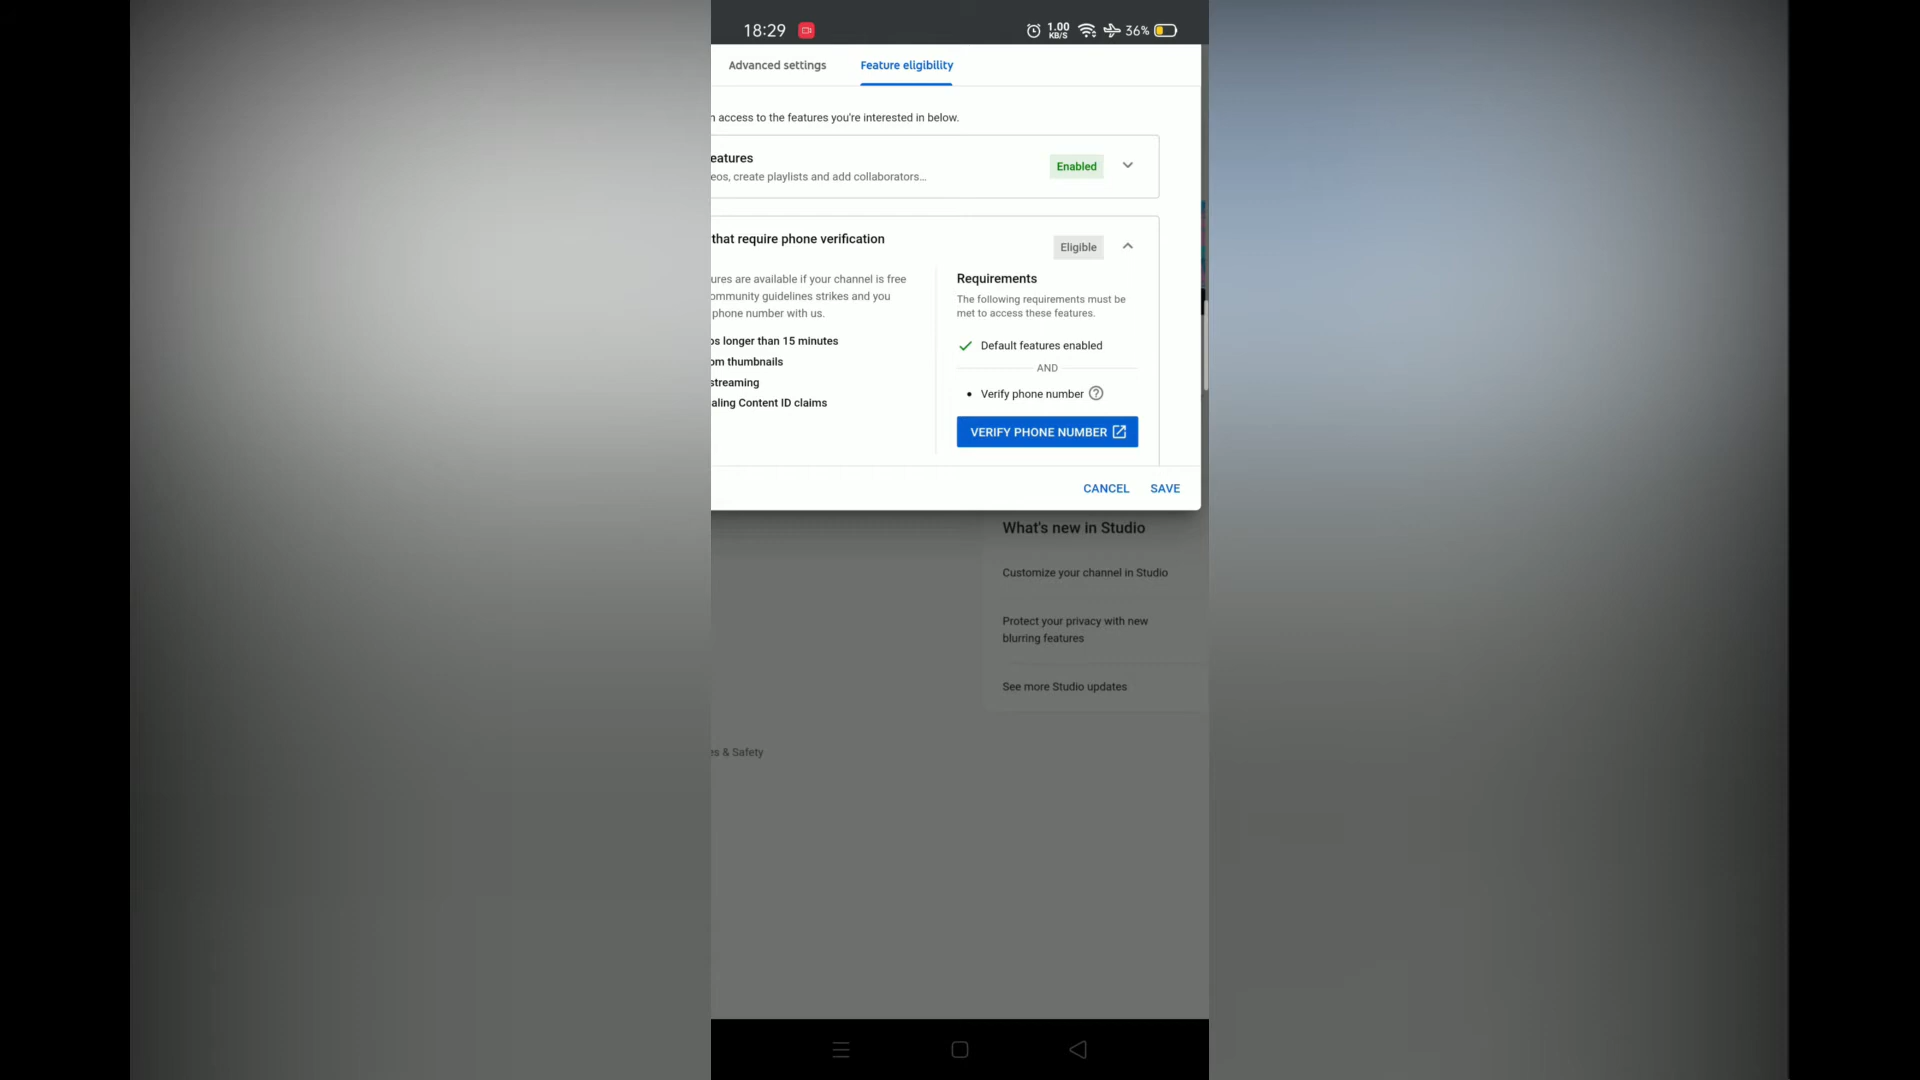 18:29
1.00 KB/S
36%
Advanced settings
Feature eligibility
access to the features you're interested in below.
eatures
Enabled
eos, create playlists and add collaborators...
that require phone verification
Eligible
ures are available if your channel is free
ommunity guidelines strikes and you
phone number with us.
os longer than 15 minutes
om thumbnails
streaming
aling Content ID claims
Requirements
The following requirements must be
met to access these features.
Default features enabled
AND
• Verify phone number
VERIFY PHONE NUMBER
CANCEL
SAVE
What's new in Studio
Customize your channel in Studio
Protect your privacy with new
blurring features
See more Studio updates
es & Safety